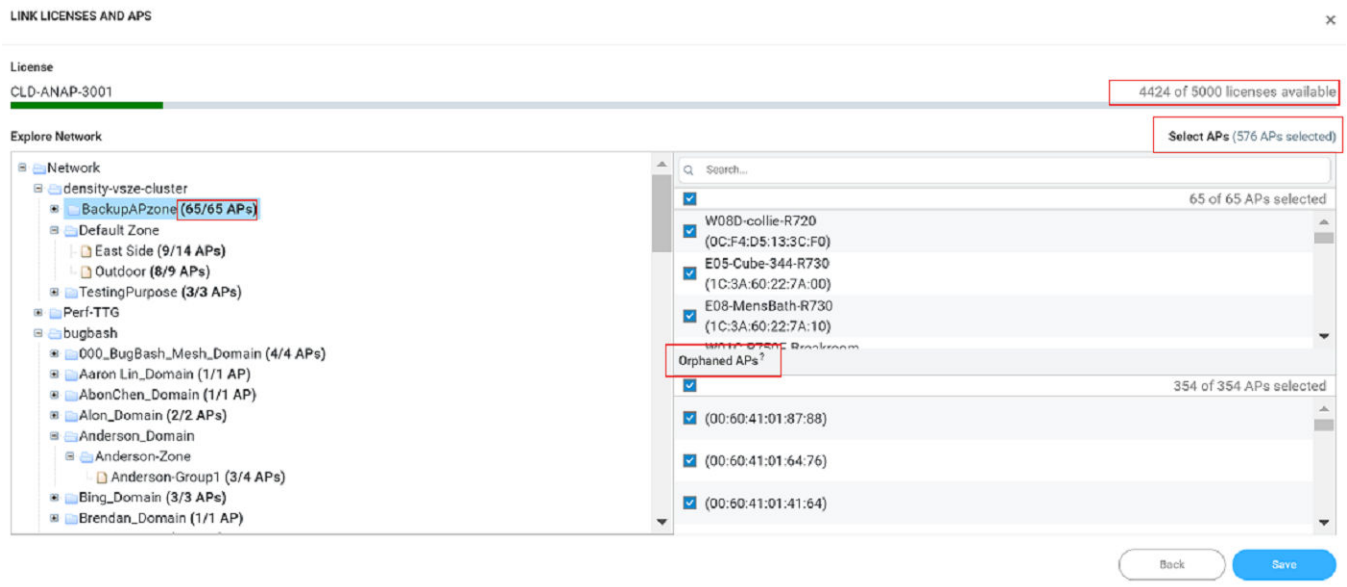 LINK LICENSES AND APS
License
CLD-ANAP-3001
4424 of 5000 licenses available
Explore Network
Select APs (576 APs selected)
Network
density-vsze-cluster
BackupAPzone (65/65 APs)
Default Zone
East Side (9/14 APs)
Outdoor (8/9 APs)
TestingPurpose (3/3 APs)
Perf-TTG
bugbash
000_BugBash_Mesh_Domain (4/4 APs)
Aaron Lin_Domain (1/1 AP)
AbonChen_Domain (1/1 AP)
Alon_Domain (2/2 APs)
Anderson_Domain
Anderson-Zone
Anderson-Group1 (3/4 APs)
Bing_Domain (3/3 APs)
Brendan_Domain (1/1 AP)
Search...
65 of 65 APs selected
W08D-collie-R720
(0C:F4:D5:13:3C:F0)
E05-Cube-344-R730
(1C:3A:60:22:7A:00)
E08-MensBath-R730
(1C:3A:60:22:7A:10)
W01C-R750E Breakroom
Orphaned APs?
354 of 354 APs selected
(00:60:41:01:87:88)
(00:60:41:01:64:76)
(00:60:41:01:41:64)
Back
Save